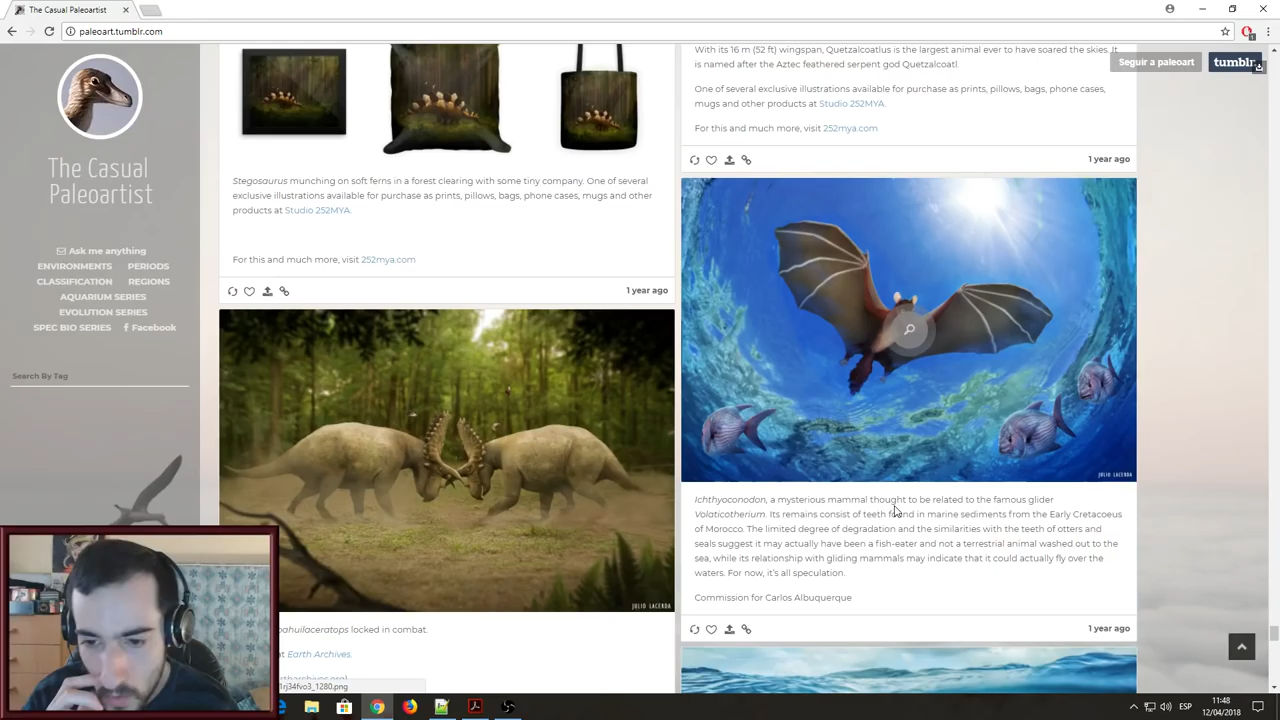 The Casual Paleoartist
paleoart.tumblr.com
The Casual
Paleoartist
Ask me anything
ENVIRONMENTS PERIODS
CLASSIFICATION REGIONS
AQUARIUM SERIES
EVOLUTION SERIES
SPEC BIO SERIES Facebook
Search By Tag
Stegosaurus munching on soft ferns in a forest clearing with some tiny company. One of several
exclusive illustrations available for purchase as prints, pillows, bags, phone cases, mugs and other
products at Studio 252MYA.
For this and much more, visit 252mya.com
1 year ago
JULIO LACERDA
oahuilaceratops locked in combat.
t Earth Archives.
rtharchives.org)
1rj34fvo3_1280.png
With its 16 m (52 ft) wingspan, Quetzalcoatlus is the largest animal ever to have soared the skies. It
is named after the Aztec feathered serpent god Quetzalcoatl.
One of several exclusive illustrations available for purchase as prints, pillows, bags, phone cases,
mugs and other products at Studio 252MYA.
For this and much more, visit 252mya.com
1 year ago
Seguir a paleoart tumblr.
JULIO LACERDA
Ichthyoconodon, a mysterious mammal thought to be related to the famous glider
Volaticotherium. Its remains consist of teeth found in marine sediments from the Early Cretacoeus
of Morocco. The limited degree of degradation and the similarities with the teeth of otters and
seals suggest it may actually have been a fish-eater and not a terrestrial animal washed out to the
sea, while its relationship with gliding mammals may indicate that it could actually fly over the
waters. For now, it's all speculation.
Commission for Carlos Albuquerque
1 year ago
ESP
11:48
12/04/2018